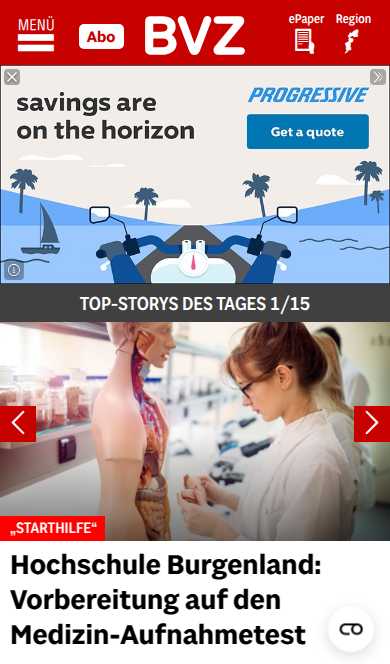 MENÜ
Abo
BVZ
ePaper
Region
savings are
on the horizon
PROGRESSIVE
Get a quote
TOP-STORYS DES TAGES 1/15
„STARTHILFE“
Hochschule Burgenland:
Vorbereitung auf den
Medizin-Aufnahmetest